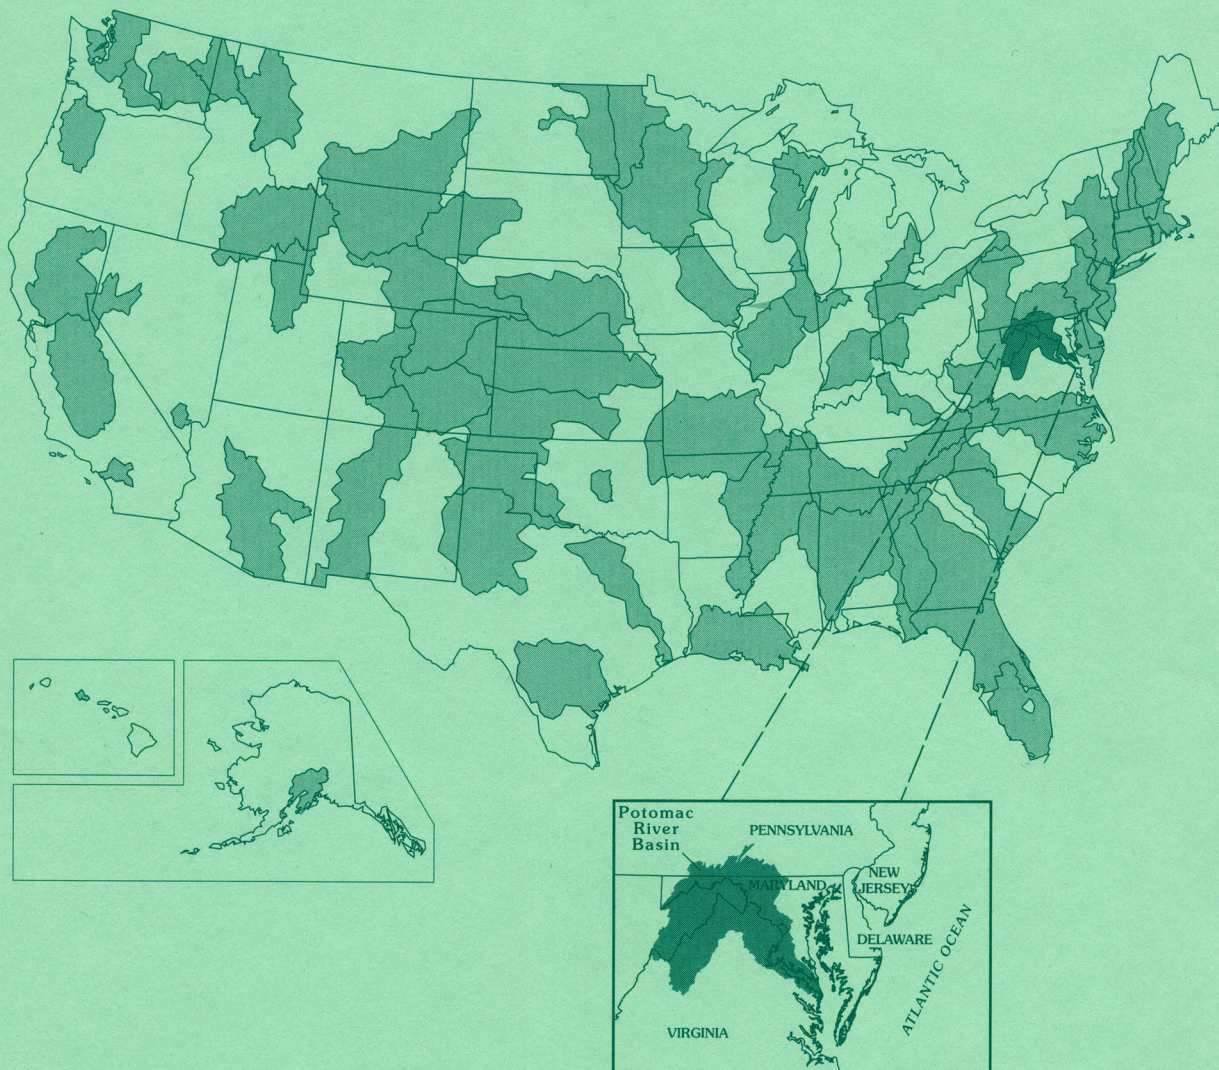 Potomac
River
Basin
PENNSYLVANIA
MARYLAND
NEW
JERSEY
DELAWARE
ATLANTIC OCEAN
VIRGINIA